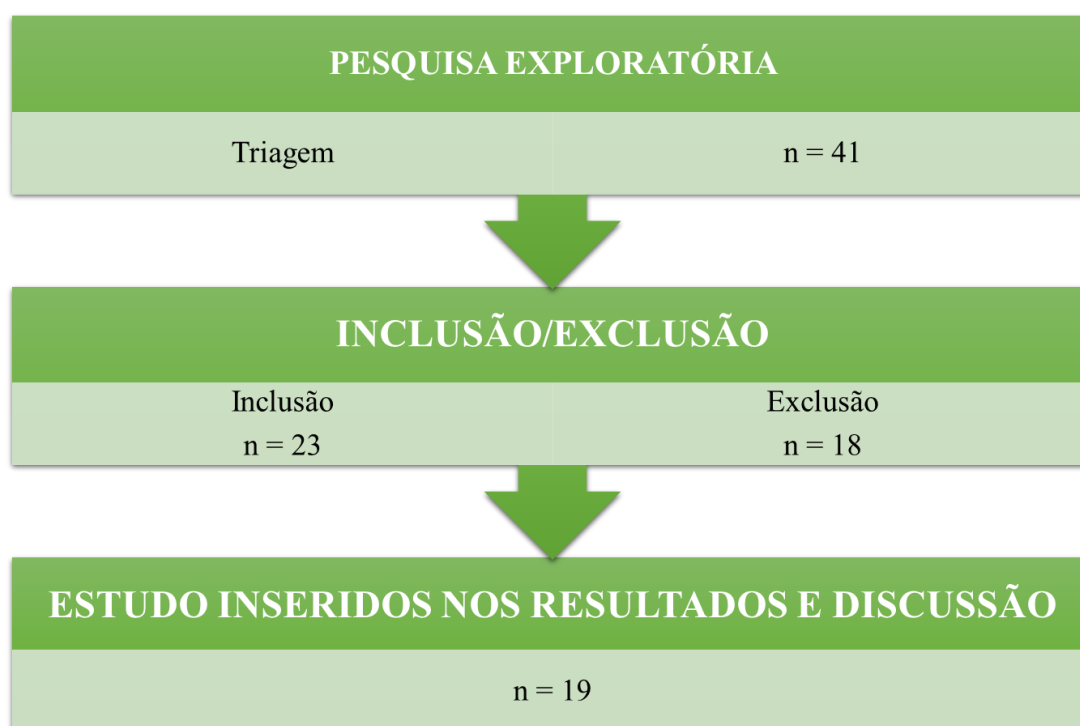 PESQUISA EXPLORATÓRIA
Triagem
n = 41
INCLUSÃO/EXCLUSÃO
Inclusão
n = 23
Exclusão
n = 18
ESTUDO INSERIDOS NOS RESULTADOS E DISCUSSÃO
n = 19